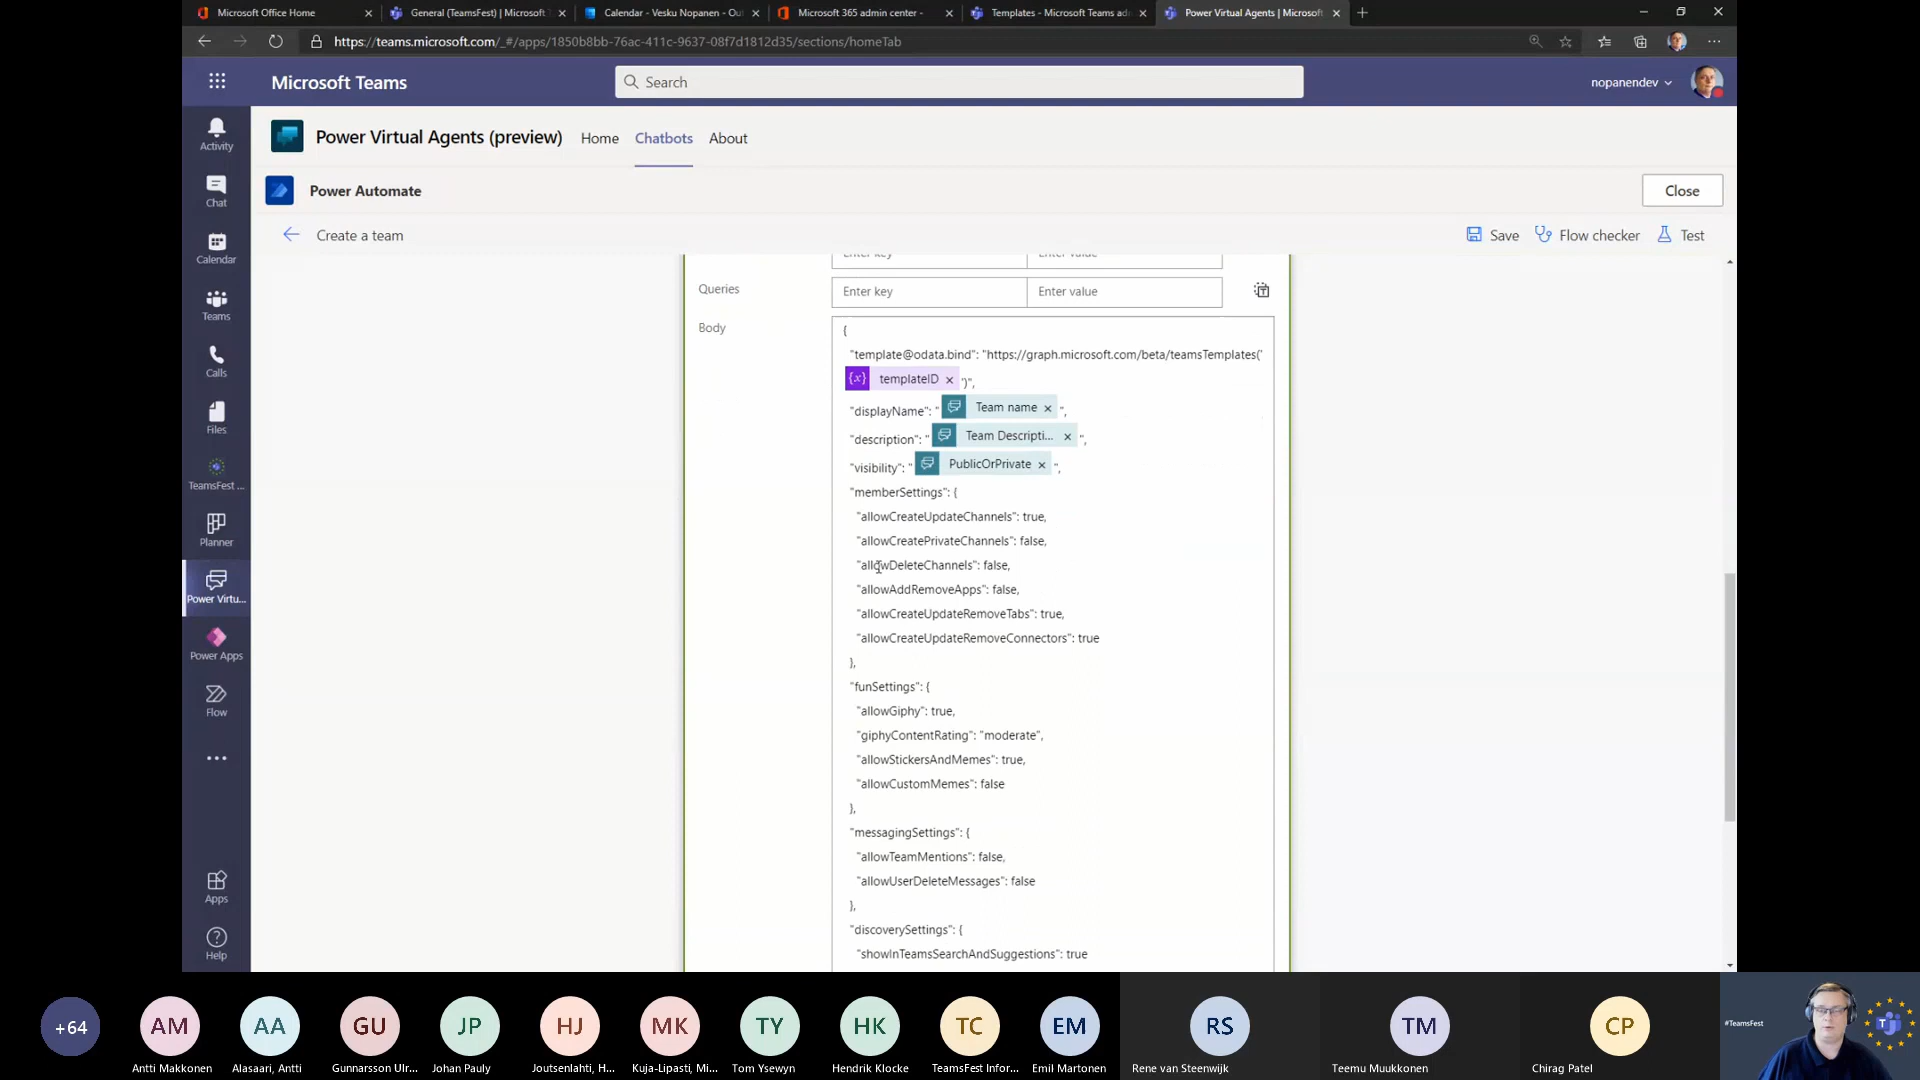 Microsoft Office Home
General (TeamsFest) | Microsoft T
Calendar - Vesku Nopanen - Out
Microsoft 365 admin center -
Templates - Microsoft Teams adm
Power Virtual Agents | Microsoft
https://teams.microsoft.com/_#/apps/1850b8bb-76ac-411c-9637-08f7d1812d35/sections/homeTab
Microsoft Teams
Search
nopanendev
Activity
Chat
Calendar
Teams
Calls
Files
TeamsFest ...
Planner
Power Virtu...
Power Apps
Flow
Apps
Help
Power Virtual Agents (preview)
Home
Chatbots
About
Power Automate
Close
Create a team
Save
Flow checker
Test
Enter key
Enter value
Queries
Enter key
Enter value
Body
{
"template@odata.bind": "https://graph.microsoft.com/beta/teamsTemplates('
{x} templateID × ')",
"displayName": " Team name × ",
"description": " Team Descripti... × ",
"visibility": " PublicOrPrivate × ",
"memberSettings": {
"allowCreateUpdateChannels": true,
"allowCreatePrivateChannels": false,
"allowDeleteChannels": false,
"allowAddRemoveApps": false,
"allowCreateUpdateRemoveTabs": true,
"allowCreateUpdateRemoveConnectors": true
},
"funSettings": {
"allowGiphy": true,
"giphyContentRating": "moderate",
"allowStickersAndMemes": true,
"allowCustomMemes": false
},
"messagingSettings": {
"allowTeamMentions": false,
"allowUserDeleteMessages": false
},
"discoverySettings": {
"showInTeamsSearchAndSuggestions": true
+64
AM
AA
GU
JP
HJ
MK
TY
HK
TC
EM
RS
TM
CP
Antti Makkonen
Alasaari, Antti
Gunnarsson Ulr...
Johan Pauly
Joutsenlahti, H...
Kuja-Lipasti, Mi...
Tom Ysewyn
Hendrik Klocke
TeamsFest Infor...
Emil Martonen
Rene van Steenwijk
Teemu Muukkonen
Chirag Patel
#TeamsFest